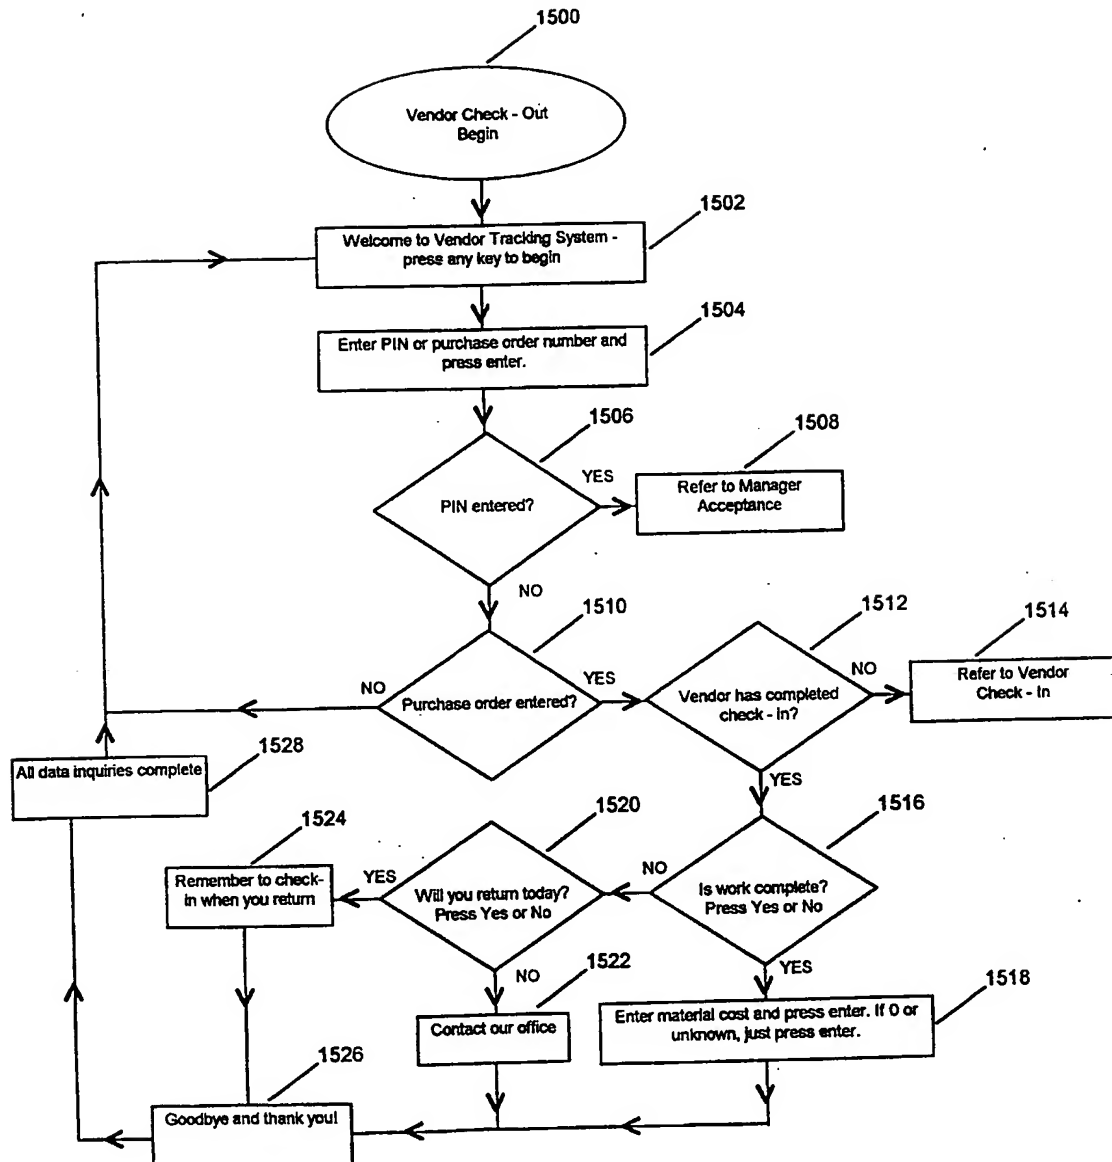 1500
Vendor Check - Out
Begin
1502
Welcome to Vendor Tracking System -
press any key to begin
1504
Enter PIN or purchase order number and
press enter.
1506
PIN entered?
YES
1508
Refer to Manager
Acceptance
NO
1510
Purchase order entered?
NO
YES
1512
Vendor has completed
check - in?
NO
1514
Refer to Vendor
Check - In
YES
1528
All data inquiries complete
1516
Is work complete?
Press Yes or No
NO
1520
Will you return today?
Press Yes or No
YES
1524
Remember to check-
in when you return
NO
1522
Contact our office
YES
1518
Enter material cost and press enter. If 0 or
unknown, just press enter.
1526
Goodbye and thank you!